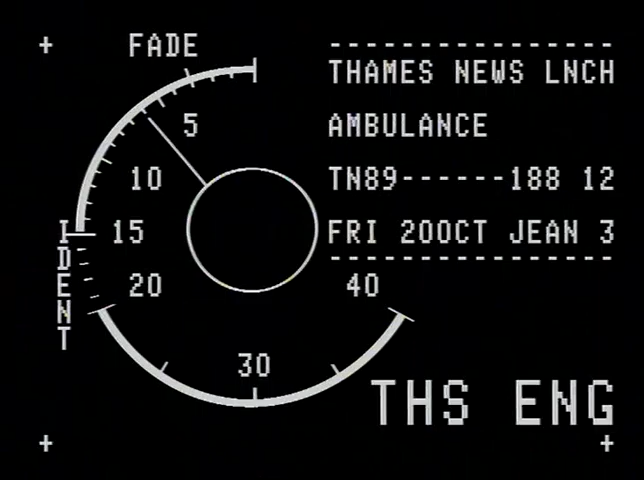 FADE
5
10
15
20
30
40
IDENT
----------------
THAMES NEWS LNCH
AMBULANCE
TN89------188 12
FRI 20OCT JEAN 3
----------------
THS ENG